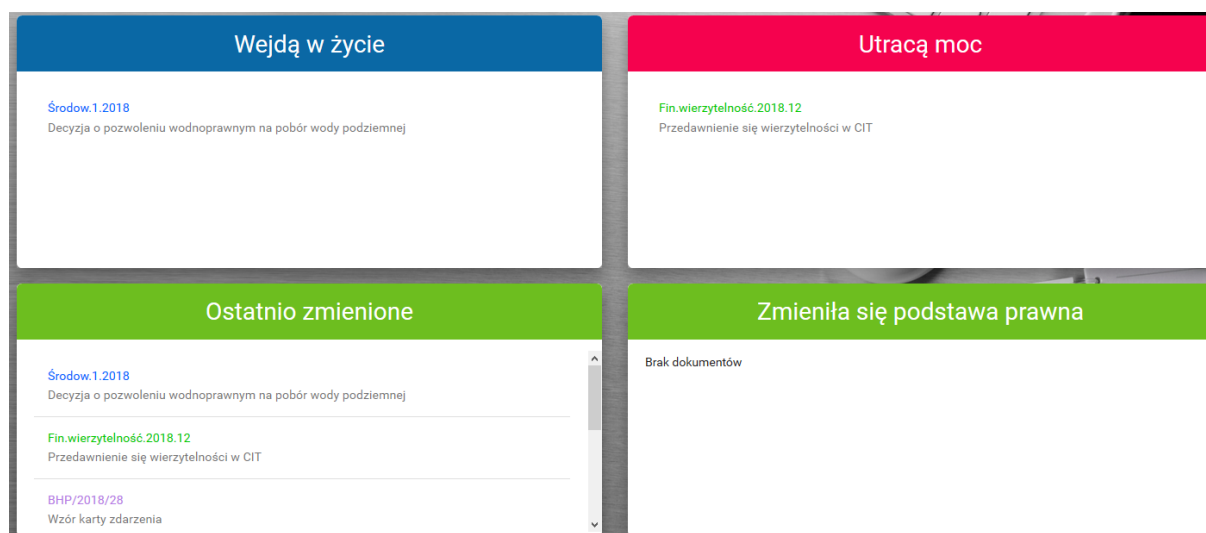 Wejdą w życie
Środow.1.2018
Decyzja o pozwoleniu wodnoprawnym na pobór wody podziemnej
Utracą moc
Fin.wierzytelność.2018.12
Przedawnienie się wierzytelności w CIT
Ostatnio zmienione
Środow.1.2018
Decyzja o pozwoleniu wodnoprawnym na pobór wody podziemnej
Fin.wierzytelność.2018.12
Przedawnienie się wierzytelności w CIT
BHP/2018/28
Wzór karty zdarzenia
Zmieniła się podstawa prawna
Brak dokumentów